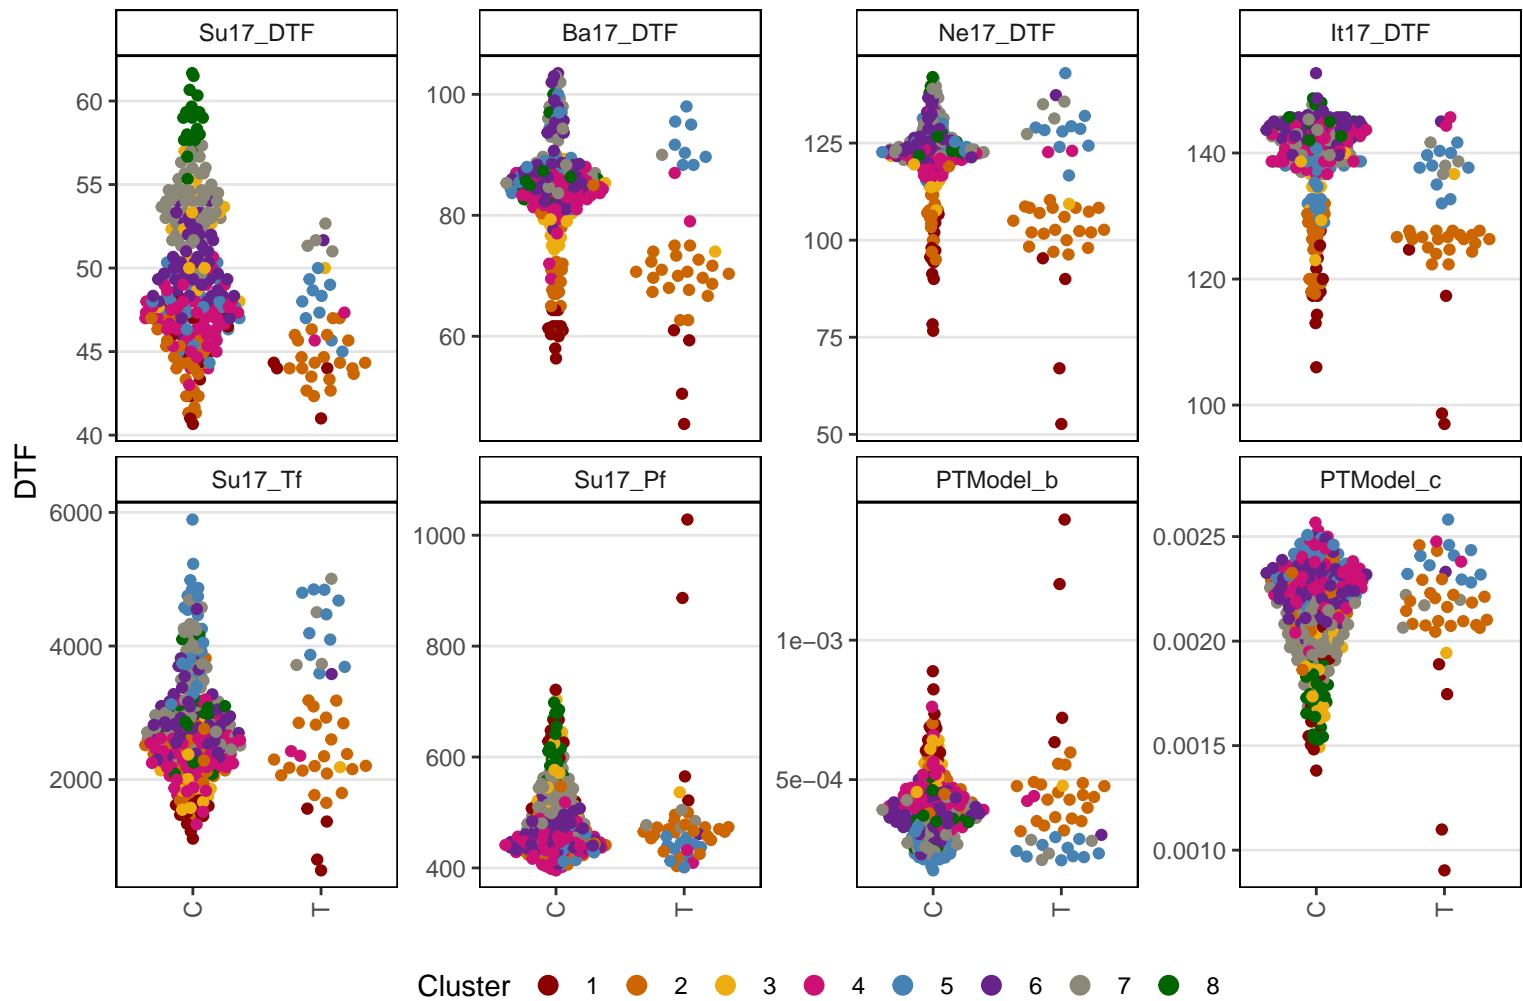 Su17_DTF
Ba17_DTF
Ne17_DTF
It17_DTF
60
55
50
45
40
100
80
60
125
100
75
50
140
120
100
DTF
Su17_Tf
Su17_Pf
PTModel_b
PTModel_c
6000
4000
2000
1000
800
600
400
1e−03
5e−04
0.0025
0.0020
0.0015
0.0010
C T
C T
C T
C T
Cluster 1 2 3 4 5 6 7 8